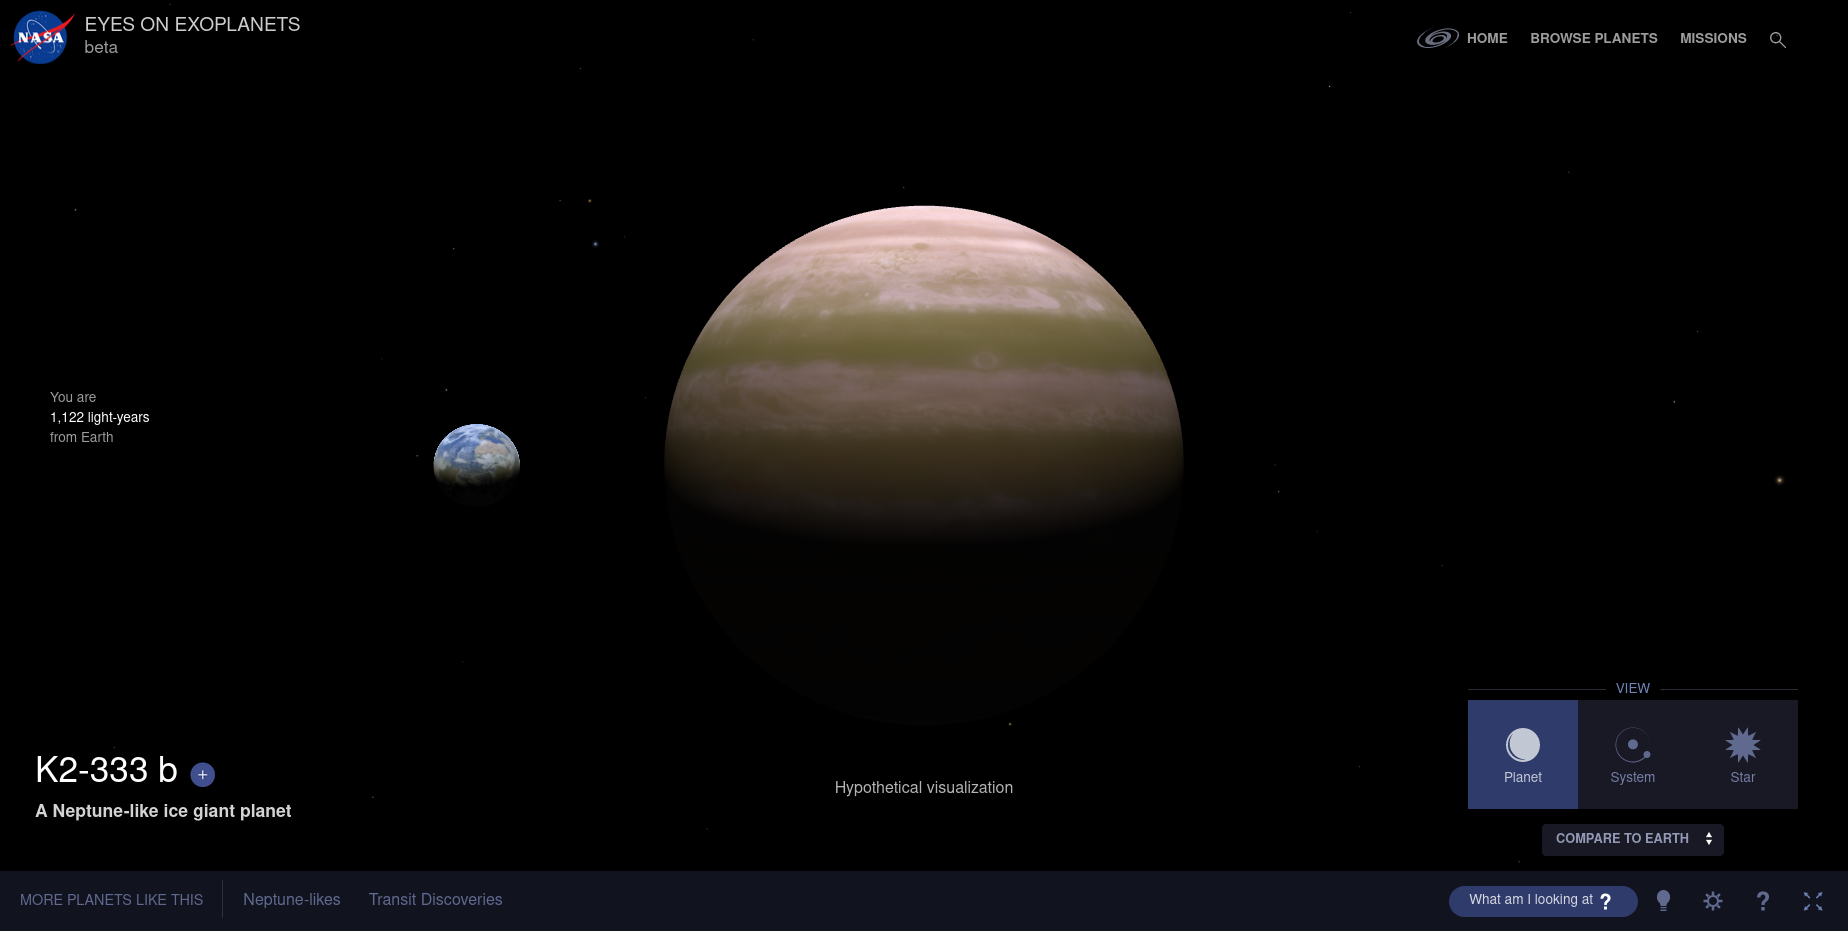 NASA
EYES ON EXOPLANETS
beta
HOME
BROWSE PLANETS
MISSIONS
You are
1,122 light-years
from Earth
K2-333 b
+
A Neptune-like ice giant planet
Hypothetical visualization
VIEW
Planet
System
Star
COMPARE TO EARTH
MORE PLANETS LIKE THIS
Neptune-likes
Transit Discoveries
What am I looking at ?
?